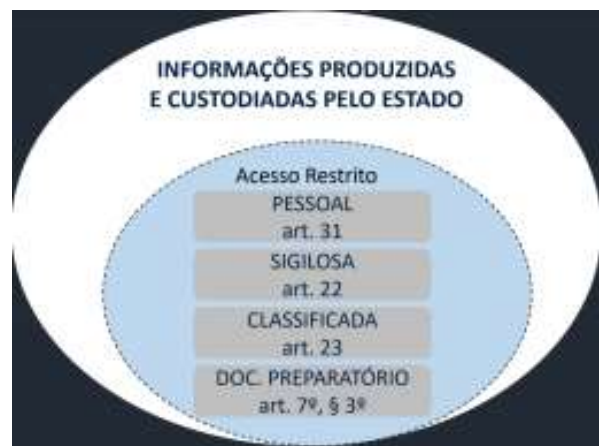 INFORMAÇÕES PRODUZIDAS
E CUSTODIADAS PELO ESTADO
Acesso Restrito
PESSOAL
art. 31
SIGILOSA
art. 22
CLASSIFICADA
art. 23
DOC. PREPARATÓRIO
art. 7º, § 3º